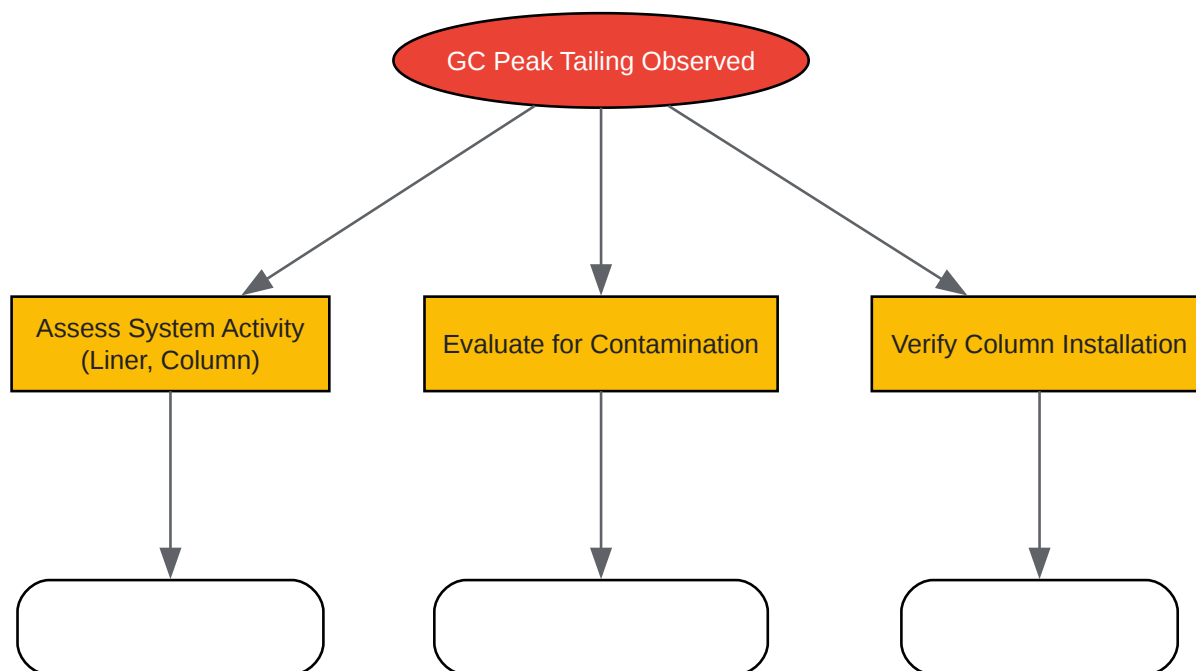 GC Peak Tailing Observed
Assess System Activity
(Liner, Column)
Evaluate for Contamination
Verify Column Installation